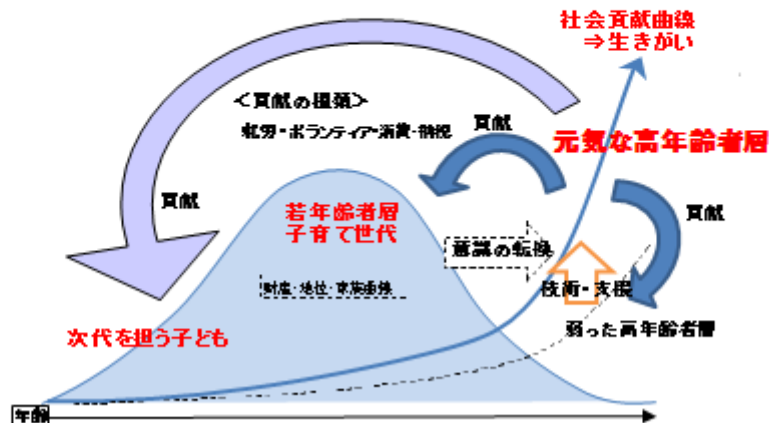 社会貢献曲線
⇒生きがい
<貢献の種類>
就労・ボランティア・消費・納税
貢献
元気な高年齢者層
貢献
貢献
若年齢者層
子育て世代
意識の転換
財産・地位・家族曲線
技術・支援
次代を担う子ども
弱った高年齢者層
年齢